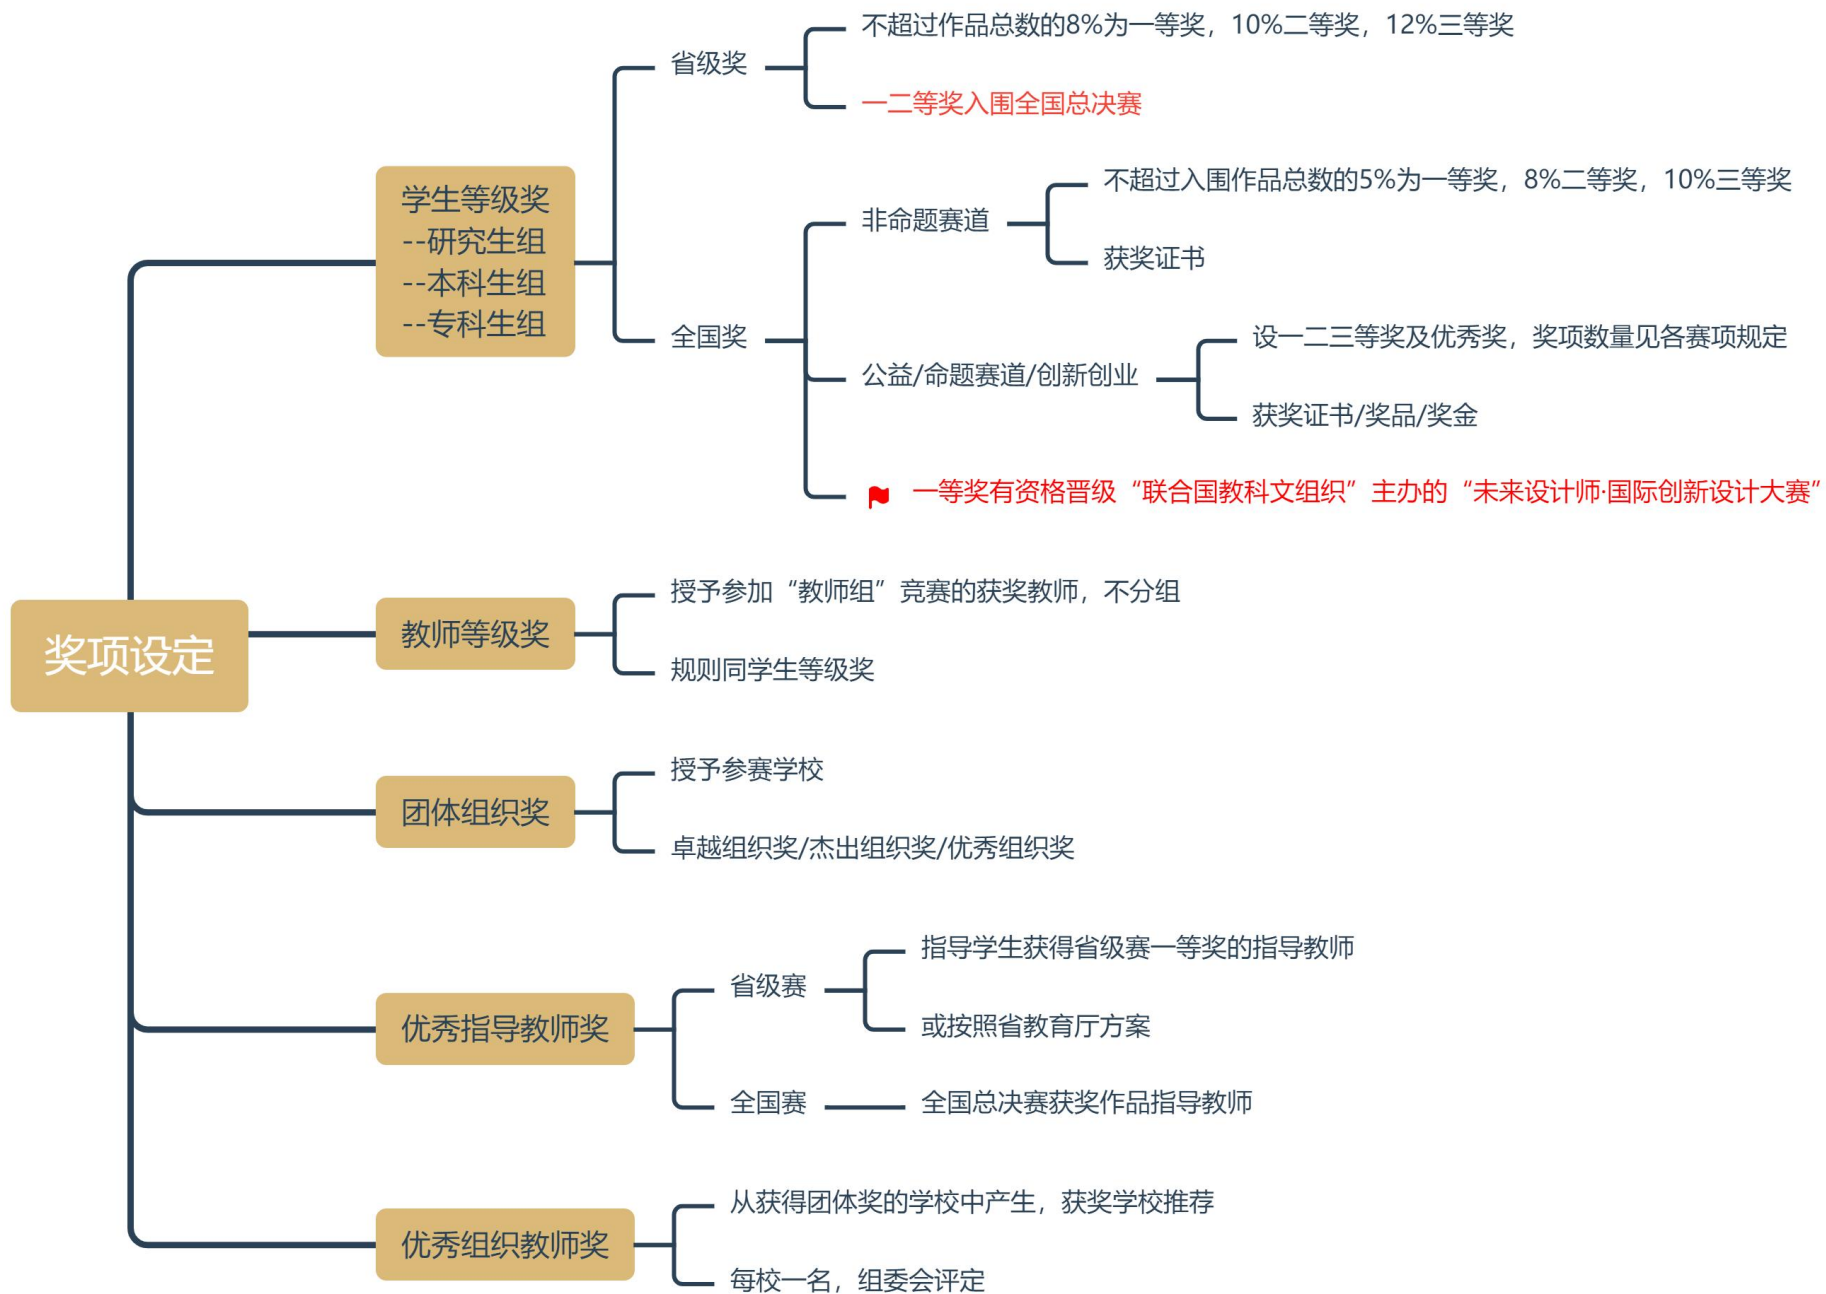 奖项设定
学生等级奖
--研究生组
--本科生组
--专科生组
省级奖
不超过作品总数的8%为一等奖，10%二等奖，12%三等奖
一二等奖入围全国总决赛
全国奖
非命题赛道
不超过入围作品总数的5%为一等奖，8%二等奖，10%三等奖
获奖证书
公益/命题赛道/创新创业
设一二三等奖及优秀奖，奖项数量见各赛项规定
获奖证书/奖品/奖金
一等奖有资格晋级“联合国教科文组织”主办的“未来设计师·国际创新设计大赛”
教师等级奖
授予参加“教师组”竞赛的获奖教师，不分组
规则同学生等级奖
团体组织奖
授予参赛学校
卓越组织奖/杰出组织奖/优秀组织奖
优秀指导教师奖
省级赛
指导学生获得省级赛一等奖的指导教师
或按照省教育厅方案
全国赛
全国总决赛获奖作品指导教师
优秀组织教师奖
从获得团体奖的学校中产生，获奖学校推荐
每校一名，组委会评定